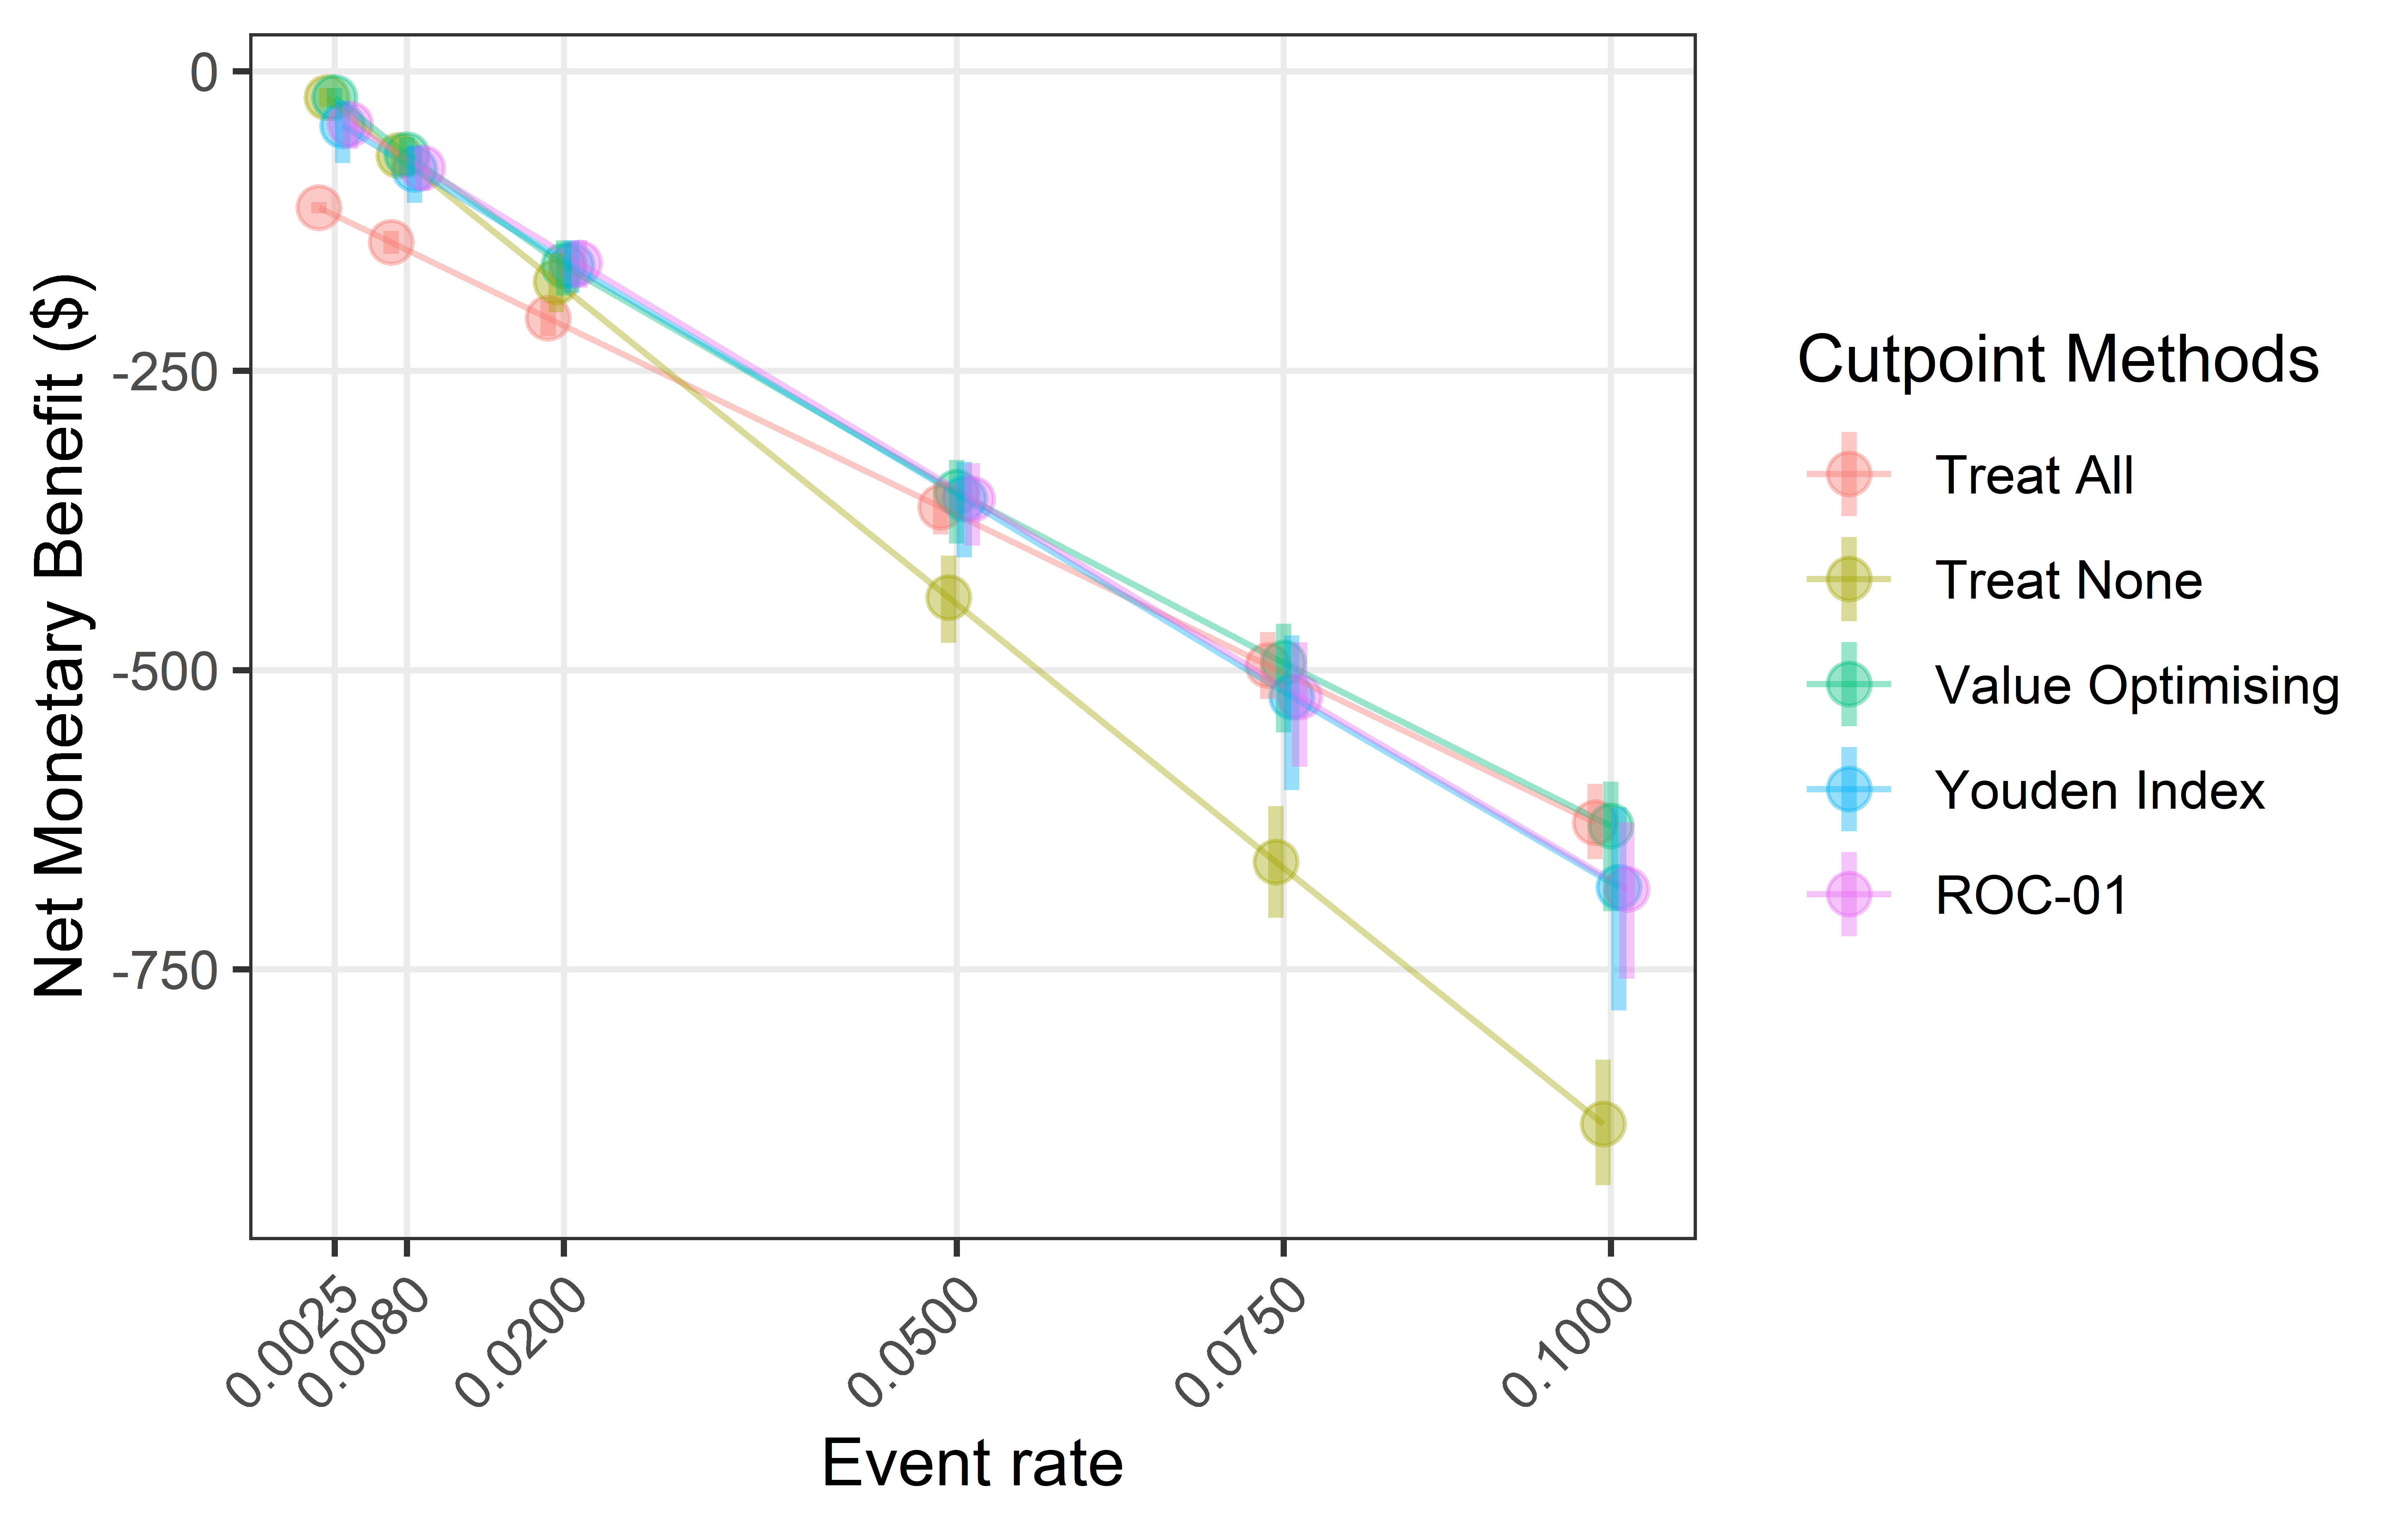 Net Monetary Benefit ($)
0
-250
-500
-750
0.0025
0.0080
0.0200
0.0500
0.0750
0.1000
Event rate
Cutpoint Methods
Treat All
Treat None
Value Optimising
Youden Index
ROC-01